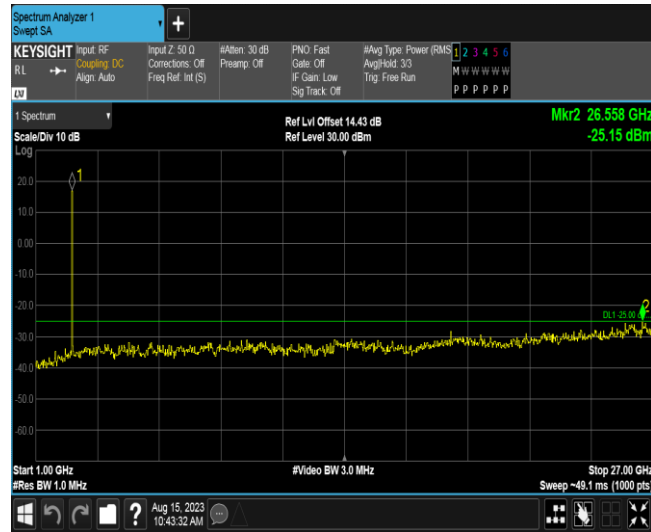 Spectrum Analyzer 1
Swept SA
+
KEYSIGHT Input: RF Input Z: 50 Ω #Atten: 30 dB PNO: Fast #Avg Type: Power (RMS 1 2 3 4 5 6
RL Coupling: DC Corrections: Off Preamp: Off Gate: Off Avg|Hold: 3/3 M W W W W W
Align: Auto Freq Ref: Int (S) IF Gain: Low Trig: Free Run
LXI Sig Track: Off P P P P P P
1 Spectrum Ref Lvl Offset 14.43 dB Mkr2 26.558 GHz
Scale/Div 10 dB Ref Level 30.00 dBm -25.15 dBm
Log
1
20.0
10.0
0.00
-10.0
-20.0
2
DL1 -25.00
-30.0
-40.0
-50.0
-60.0
Start 1.00 GHz #Video BW 3.0 MHz Stop 27.00 GHz
#Res BW 1.0 MHz Sweep ~49.1 ms (1000 pts)
? Aug 15, 2023
10:43:32 AM